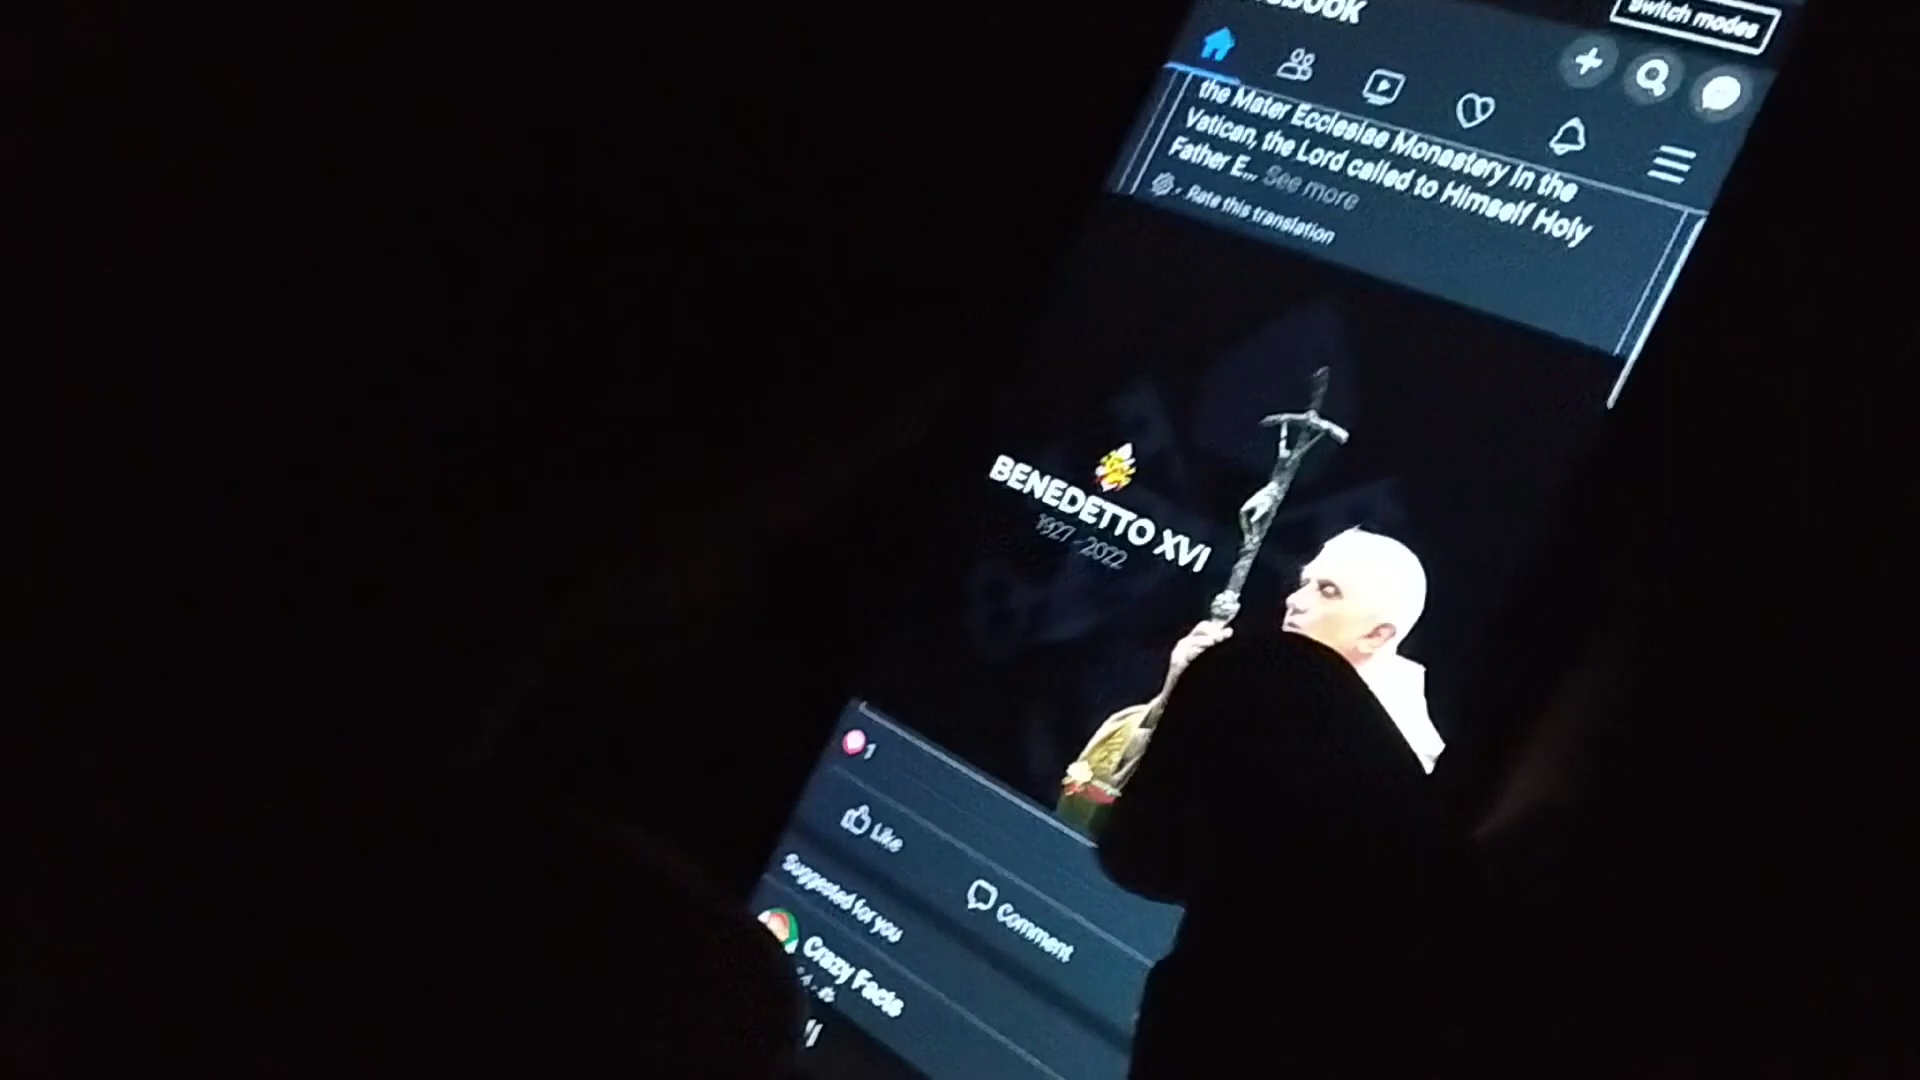 Switch modes
the Mater Ecclesiae Monastery in the
Vatican, the Lord called to Himself Holy
Father E... See more
Rate this translation
BENEDETTO XVI
1927 - 2022
1
Like
Comment
Suggested for you
Crazy Facts